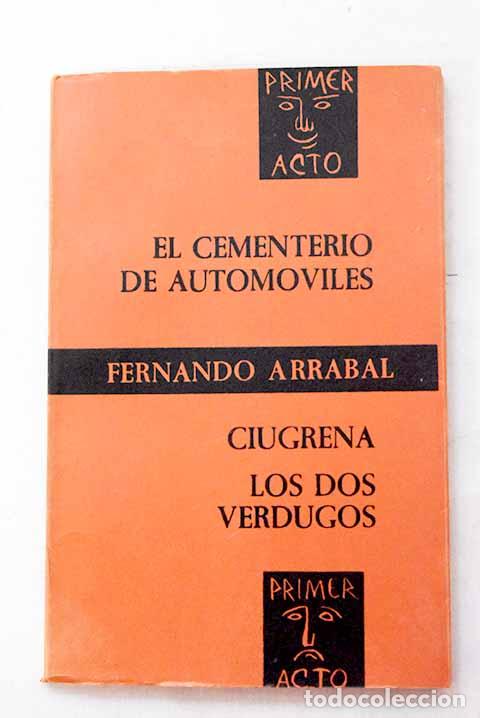 PRIMER
ACTO
EL CEMENTERIO
DE AUTOMOVILES
FERNANDO ARRABAL
CIUGRENA
LOS DOS
VERDUGOS
PRIMER
ACTO
todocoleccion